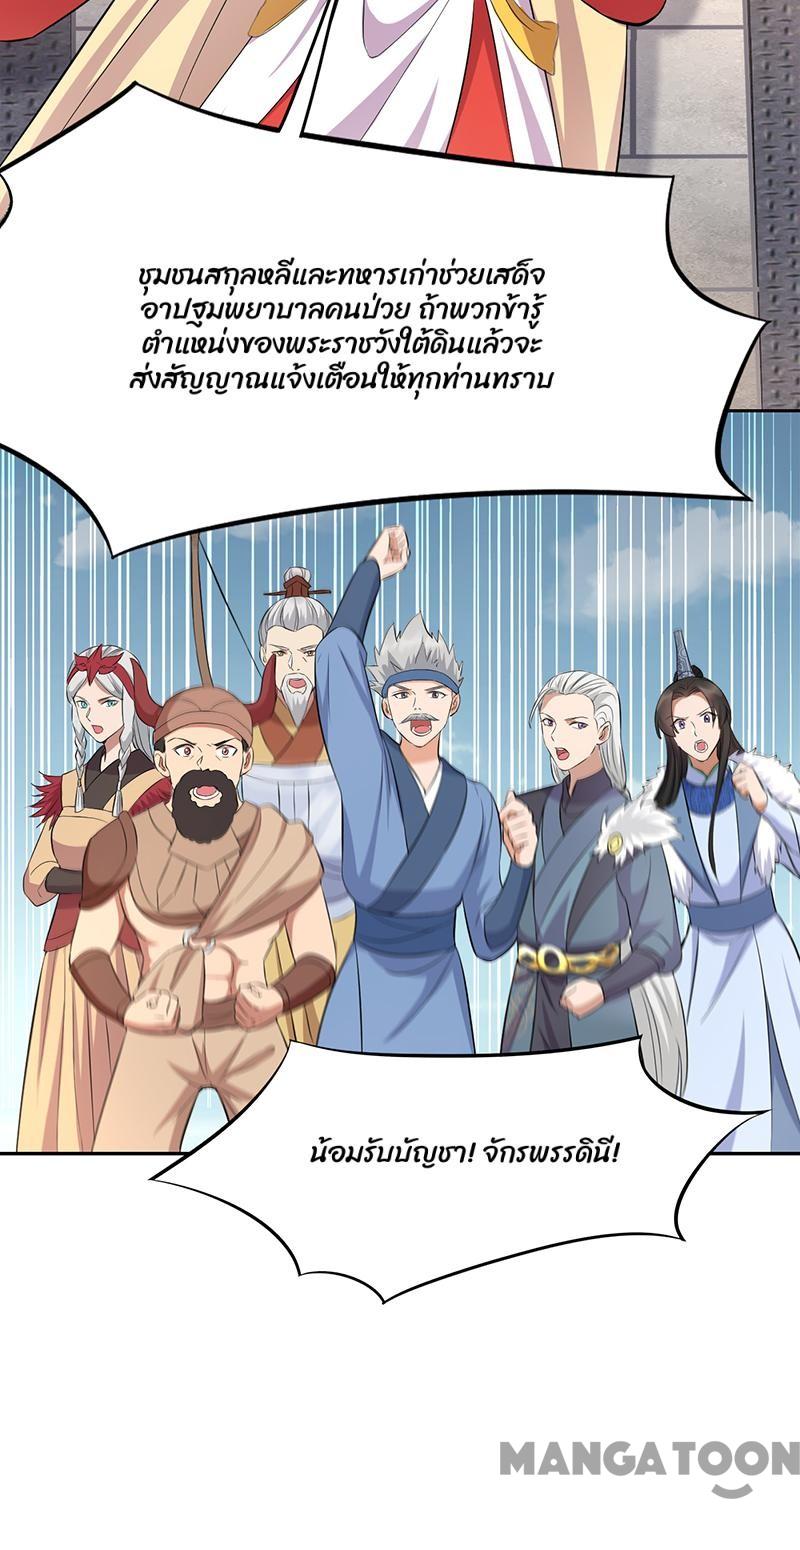 ชุมชนสกุลหลีและทหารเก่าช่วยเสด็จ
อาปฐมพยาบาลคนป่วย ถ้าพวกข้ารู้
ตำแหน่งของพระราชวังใต้ดินแล้วจะ
ส่งสัญญาณแจ้งเตือนให้ทุกท่านทราบ
น้อมรับบัญชา! จักรพรรดินี!
MANGATOON